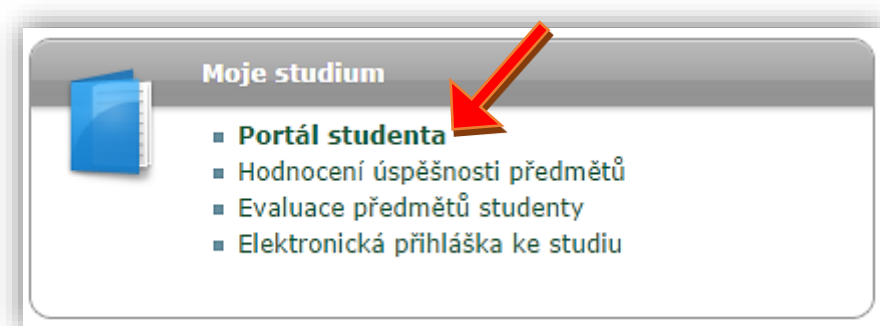 Moje studium
Portál studenta
Hodnocení úspěšnosti předmětů
Evaluace předmětů studenty
Elektronická přihláška ke studiu